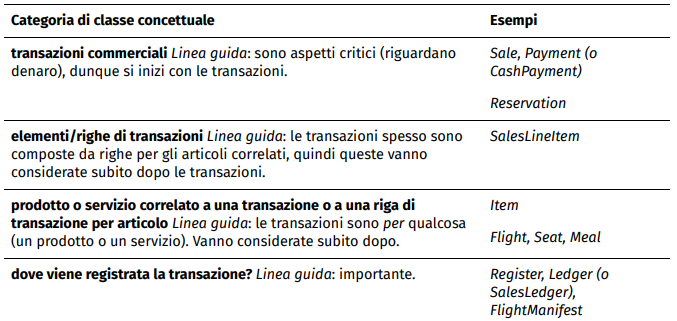 Categoria di classe concettuale Esempi
transazioni commerciali Linea guida: sono aspetti critici (riguardano
denaro), dunque si inizi con le transazioni.
Sale, Payment (o
CashPayment)
Reservation
elementi/righe di transazioni Linea guida: le transazioni spesso sono
composte da righe per gli articoli correlati, quindi queste vanno
considerate subito dopo le transazioni.
SalesLineItem
prodotto o servizio correlato a una transazione o a una riga di
transazione per articolo Linea guida: le transazioni sono per qualcosa
(un prodotto o un servizio). Vanno considerate subito dopo.
Item
Flight, Seat, Meal
dove viene registrata la transazione? Linea guida: importante.
Register, Ledger (o
SalesLedger),
FlightManifest